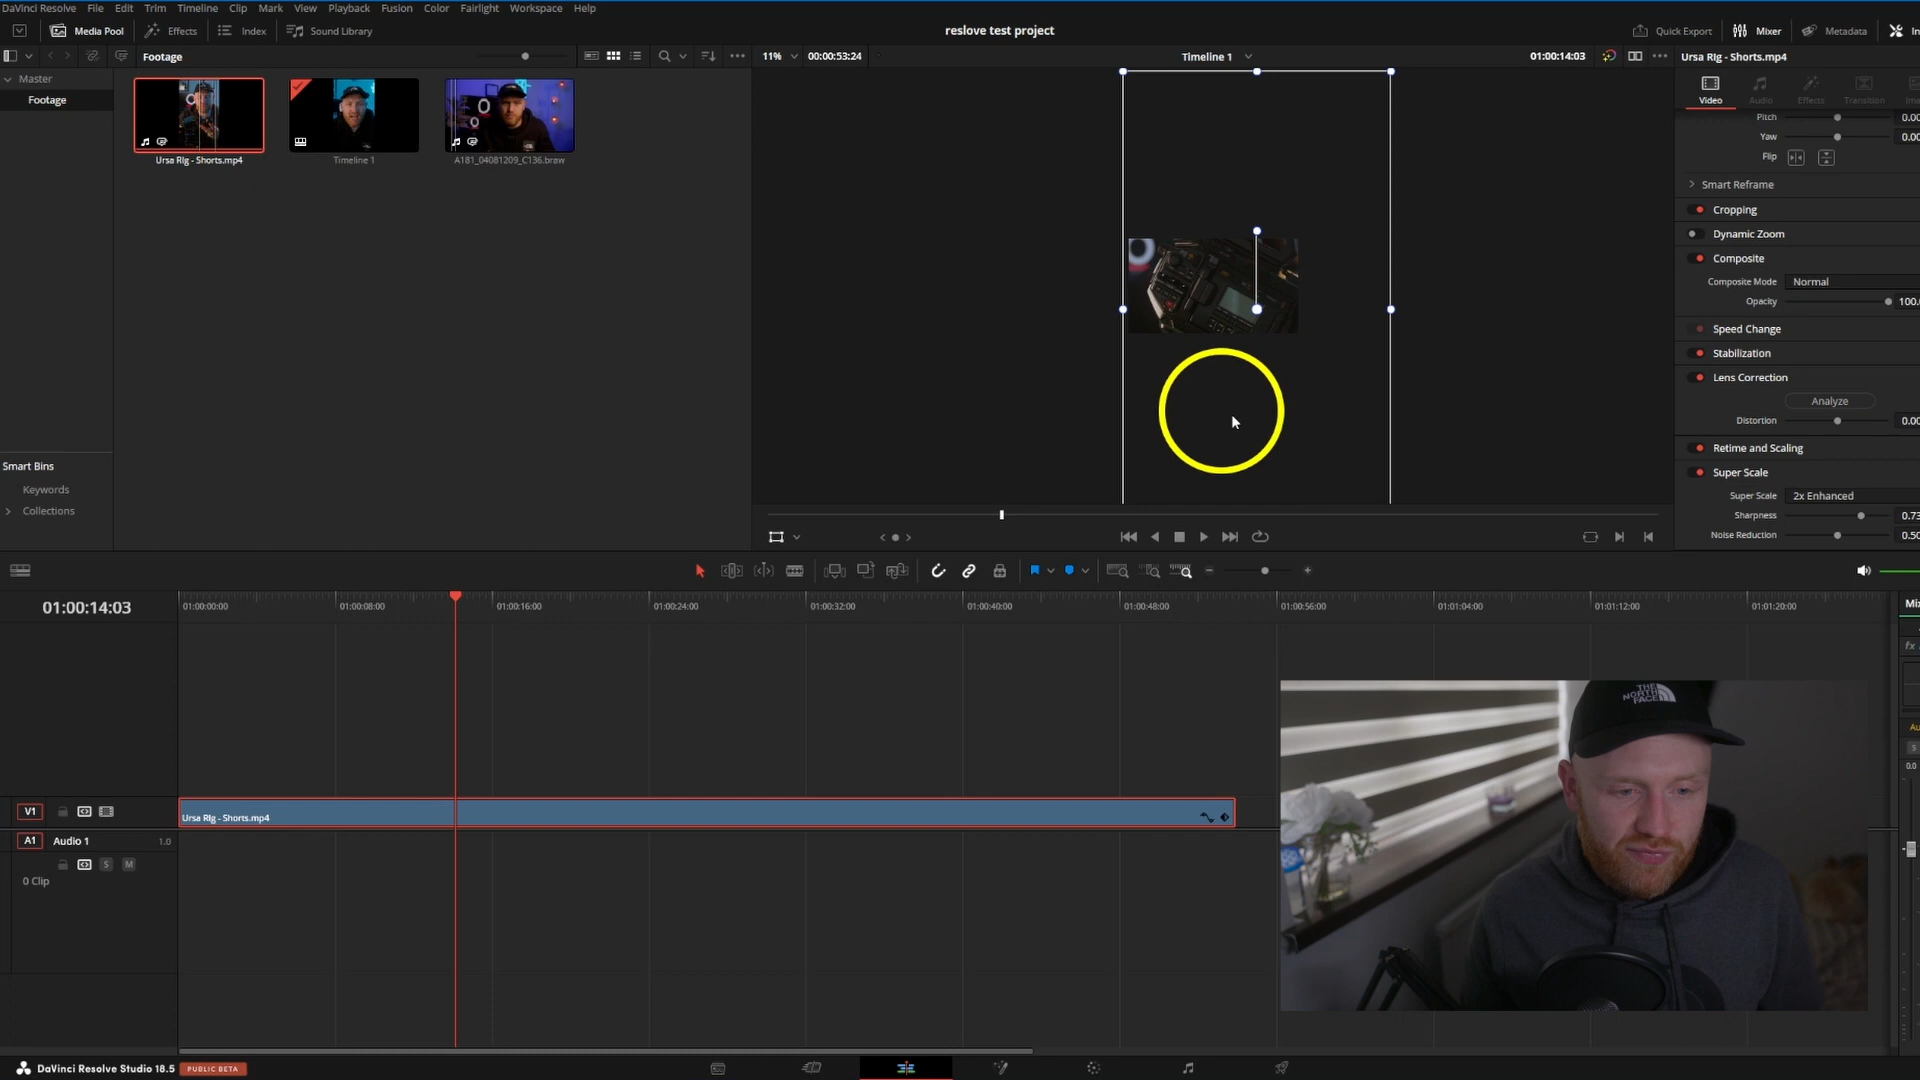 DaVinci Resolve File Edit Trim Timeline Clip Mark View Playback Fusion Color Fairlight Workspace Help
Media Pool Effects Index Sound Library reslove test project Quick Export Mixer Metadata In
Footage 11% 00:00:53:24 Timeline 1 01:00:14:03 Ursa RIg - Shorts.mp4
Master
Footage
Video Audio Effects Transition
Pitch 0.00
Yaw 0.00
Flip
Ursa RIg - Shorts.mp4 Timeline 1 A181_04081209_C136.braw
Smart Reframe
Cropping
Dynamic Zoom
Composite
Composite Mode Normal
Opacity 100.
Speed Change
Stabilization
Lens Correction
Analyze
Distortion 0.00
Retime and Scaling
Super Scale
Super Scale 2x Enhanced
Sharpness 0.73
Noise Reduction 0.50
Smart Bins
Keywords
Collections
01:00:14:03 01:00:00:00 01:00:08:00 01:00:16:00 01:00:24:00 01:00:32:00 01:00:40:00 01:00:48:00 01:00:56:00 01:01:04:00 01:01:12:00 01:01:20:00
fx
0.0
V1 Ursa RIg - Shorts.mp4
A1 Audio 1 1.0
S M
0 Clip
THE
NORTH
FACE
DaVinci Resolve Studio 18.5 PUBLIC BETA